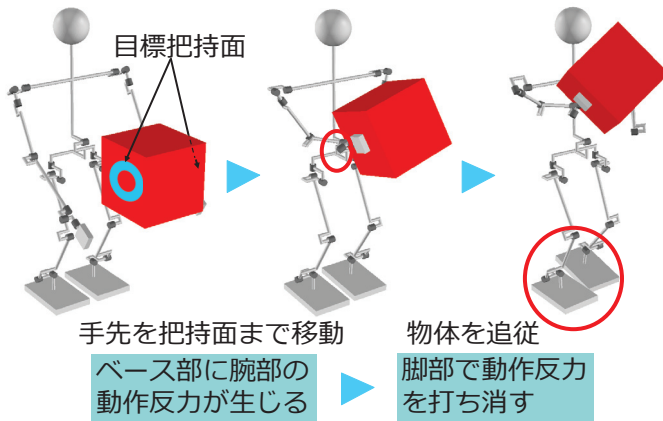 目標把持面
手先を把持面まで移動
物体を追従
ベース部に腕部の
動作反力が生じる
脚部で動作反力
を打ち消す